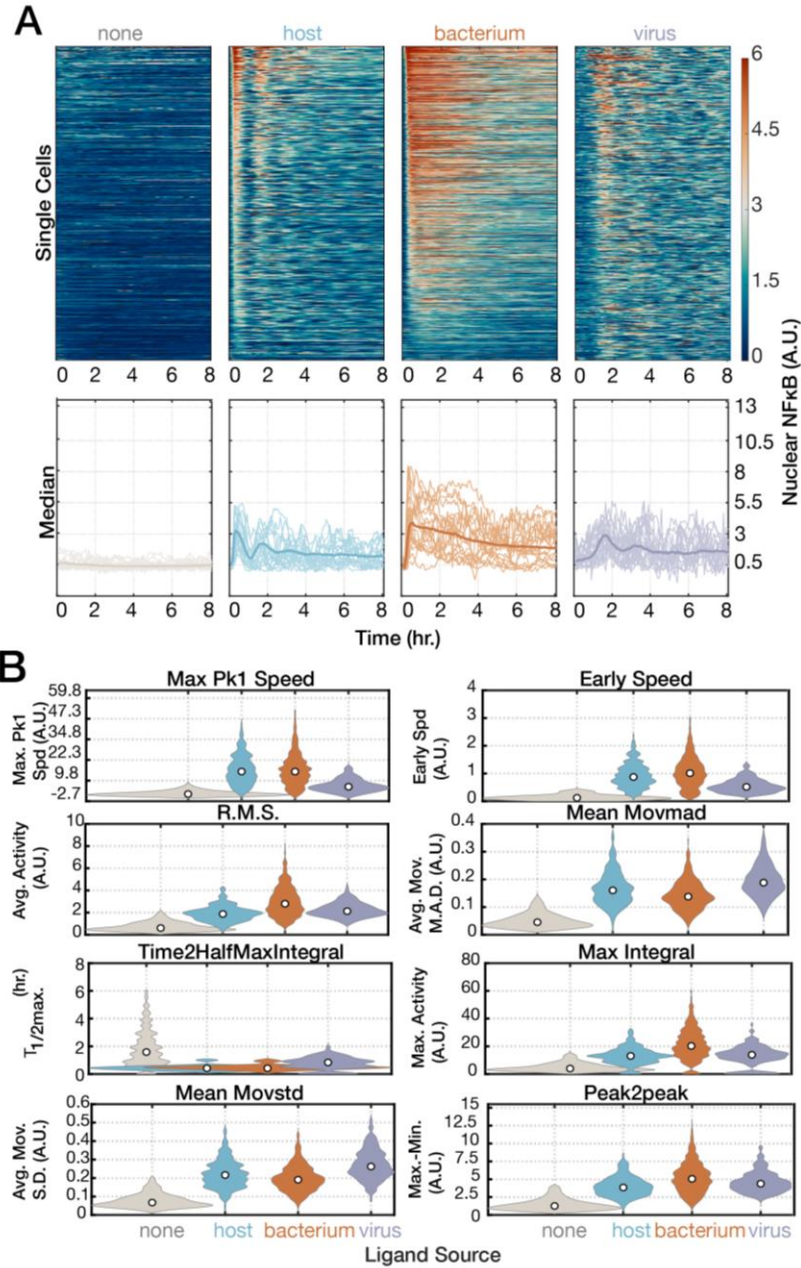 A
none host bacterium virus
Single Cells
6
4.5
3
1.5
0
Nuclear NFκB (A.U.)
0 2 4 6 8 0 2 4 6 8 0 2 4 6 8 0 2 4 6 8
Median
13
10.5
8
5.5
3
0.5
0 2 4 6 8 0 2 4 6 8 0 2 4 6 8 0 2 4 6 8
Time (hr.)
B
Max Pk1 Speed
Max. Pk1
Spd (A.U.)
59.8
47.3
34.8
22.3
9.8
-2.7
Early Speed
Early Spd
(A.U.)
4
3
2
1
0
R.M.S.
Avg. Activity
(A.U.)
10
8
6
4
2
0
Mean Movmad
Avg. Mov.
M.A.D. (A.U.)
0.4
0.3
0.2
0.1
0
Time2HalfMaxIntegral
T1/2max. (hr.)
8
6
4
2
0
Max Integral
Max. Activity
(A.U.)
80
60
40
20
0
Mean Movstd
Avg. Mov.
S.D. (A.U.)
0.6
0.5
0.4
0.3
0.2
0.1
0
Peak2peak
Max.-Min.
(A.U.)
15
12.5
10
7.5
5
2.5
0
none host bacterium virus none host bacterium virus
Ligand Source